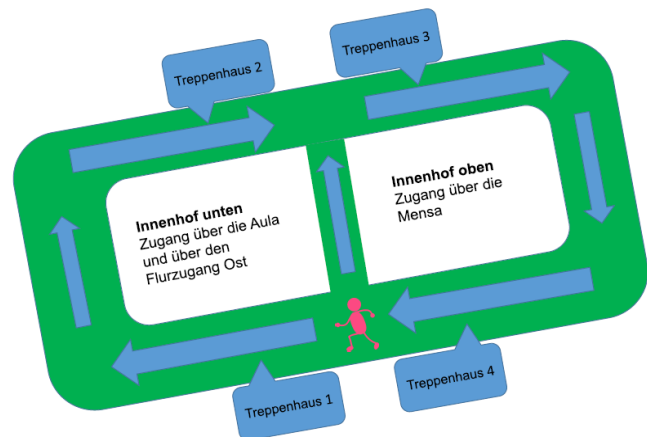 Treppenhaus 3
Treppenhaus 2
Innenhof oben
Zugang über die
Mensa
Innenhof unten
Zugang über die Aula
und über den
Flurzugang Ost
Treppenhaus 4
Treppenhaus 1